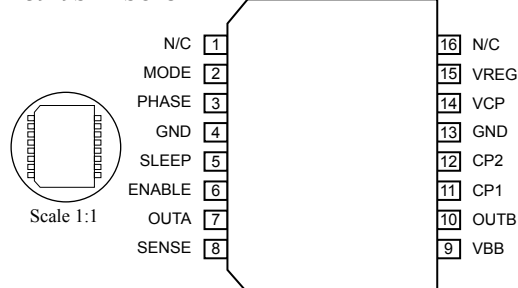 N/C 1
MODE 2
PHASE 3
GND 4
SLEEP 5
ENABLE 6
OUTA 7
SENSE 8
16 N/C
15 VREG
14 VCP
13 GND
12 CP2
11 CP1
10 OUTB
9 VBB
Scale 1:1